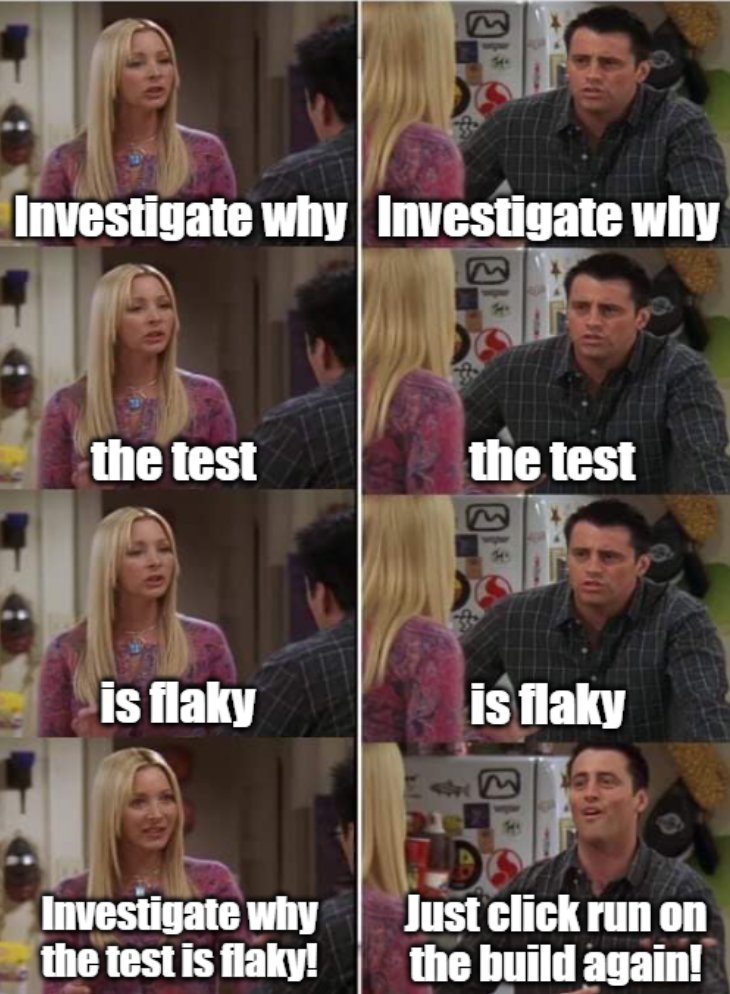 Investigate why
Investigate why
the test
the test
is flaky
is flaky
Investigate why
the test is flaky!
Just click run on
the build again!